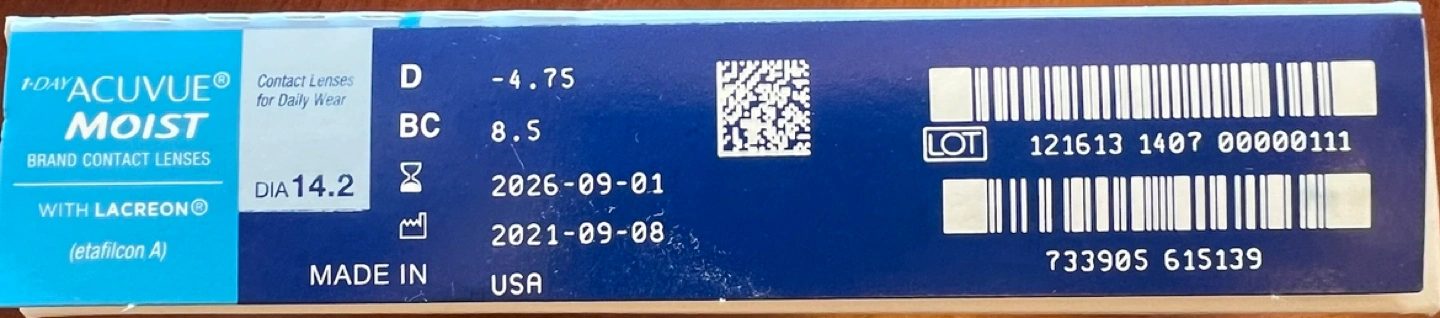 1-DAY ACUVUE®
MOIST
BRAND CONTACT LENSES
WITH LACREON®
(etafilcon A)
Contact Lenses
for Daily Wear
DIA 14.2
D -4.75
BC 8.5
2026-09-01
2021-09-08
MADE IN USA
LOT 121613 1407 00000111
733905 615139